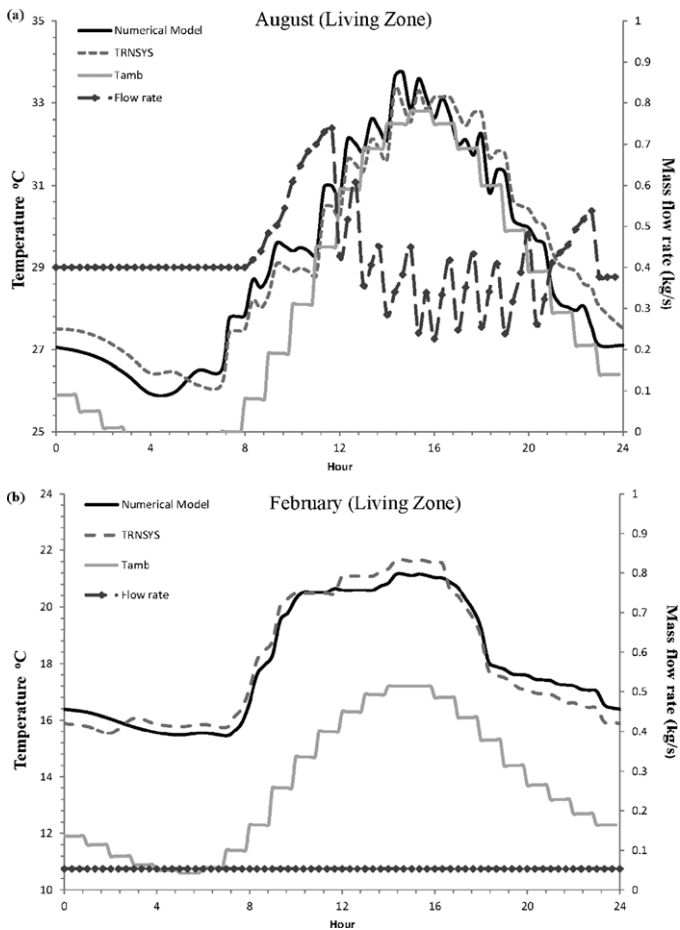 (a)
August (Living Zone)
Numerical Model
TRNSYS
Tamb
Flow rate
Temperature °C
35
33
31
29
27
25
Mass flow rate (kg/s)
1
0.9
0.8
0.7
0.6
0.5
0.4
0.3
0.2
0.1
0
0 4 8 12 16 20 24
Hour
(b)
February (Living Zone)
Numerical Model
TRNSYS
Tamb
Flow rate
Temperature °C
24
22
20
18
16
14
12
10
Mass flow rate (kg/s)
1
0.9
0.8
0.7
0.6
0.5
0.4
0.3
0.2
0.1
0
0 4 8 12 16 20 24
Hour